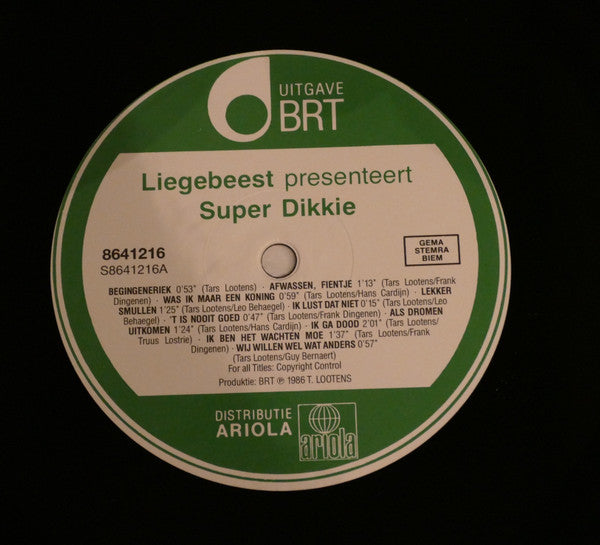 UITGAVE
BRT
Liegebeest presenteert
Super Dikkie
8641216
S8641216A
GEMA
STEMRA
BIEM
BEGINGENERIEK 0'53" (Tars Lootens) · AFWASSEN, FIENTJE 1'13" (Tars Lootens/Frank
Dingenen) · WAS IK MAAR EEN KONING 0'59" (Tars Lootens/Hans Cardijn) · LEKKER
SMULLEN 1'25" (Tars Lootens/Leo Behaegel) · IK LUST DAT NIET 0'15" (Tars Lootens/Leo
Behaegel) · 'T IS NOOIT GOED 0'47" (Tars Lootens/Frank Dingenen) · ALS DROMEN
UITKOMEN 1'24" (Tars Lootens/Hans Cardijn) · IK GA DOOD 2'01" (Tars Lootens/
Truus Lostrie) · IK BEN HET WACHTEN MOE 1'37" (Tars Lootens/Frank
Dingenen) · WIJ WILLEN WEL WAT ANDERS 0'57"
(Tars Lootens/Guy Bernaert)
For all Titles: Copyright Control
Produktie: BRT ℗ 1986 T. LOOTENS
DISTRIBUTIE
ARIOLA
ariola